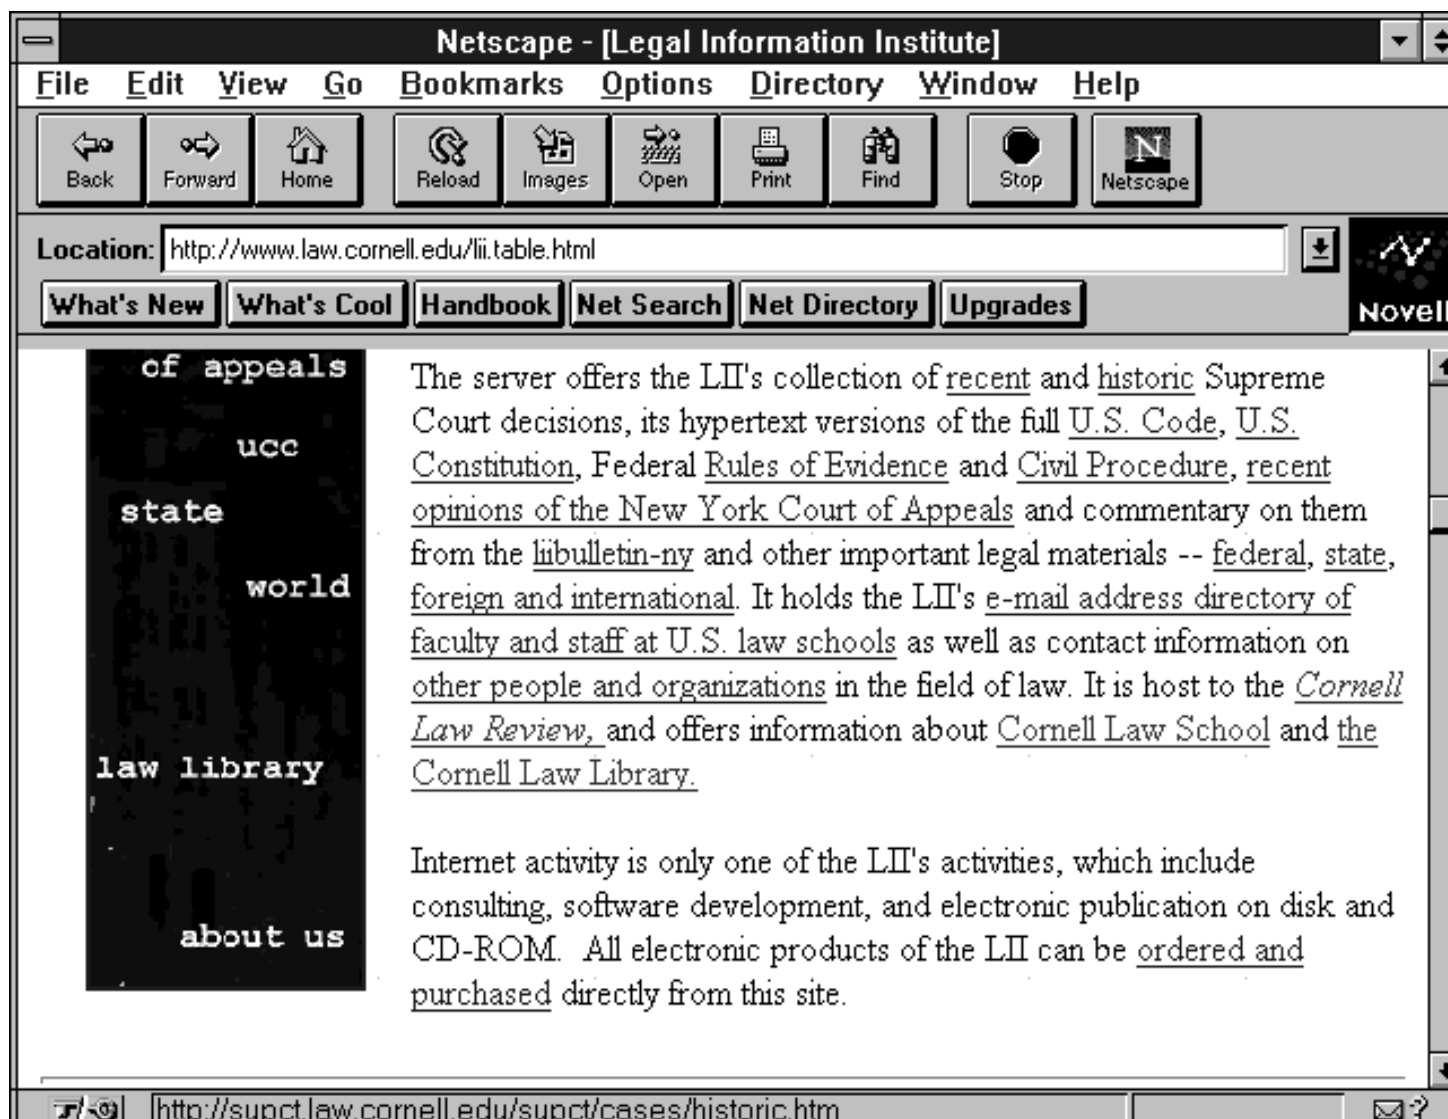 Netscape - [Legal Information Institute]
File Edit View Go Bookmarks Options Directory Window Help
Back Forward Home Reload Images Open Print Find Stop Netscape
N
Location: http://www.law.cornell.edu/lii.table.html
What's New What's Cool Handbook Net Search Net Directory Upgrades
Novell
of appeals
ucc
state
world
law library
about us
The server offers the LII's collection of recent and historic Supreme
Court decisions, its hypertext versions of the full U.S. Code, U.S.
Constitution, Federal Rules of Evidence and Civil Procedure, recent
opinions of the New York Court of Appeals and commentary on them
from the liibulletin-ny and other important legal materials -- federal, state,
foreign and international. It holds the LII's e-mail address directory of
faculty and staff at U.S. law schools as well as contact information on
other people and organizations in the field of law. It is host to the Cornell
Law Review, and offers information about Cornell Law School and the
Cornell Law Library.
Internet activity is only one of the LII's activities, which include
consulting, software development, and electronic publication on disk and
CD-ROM. All electronic products of the LII can be ordered and
purchased directly from this site.
http://supct.law.cornell.edu/supct/cases/historic.htm
?